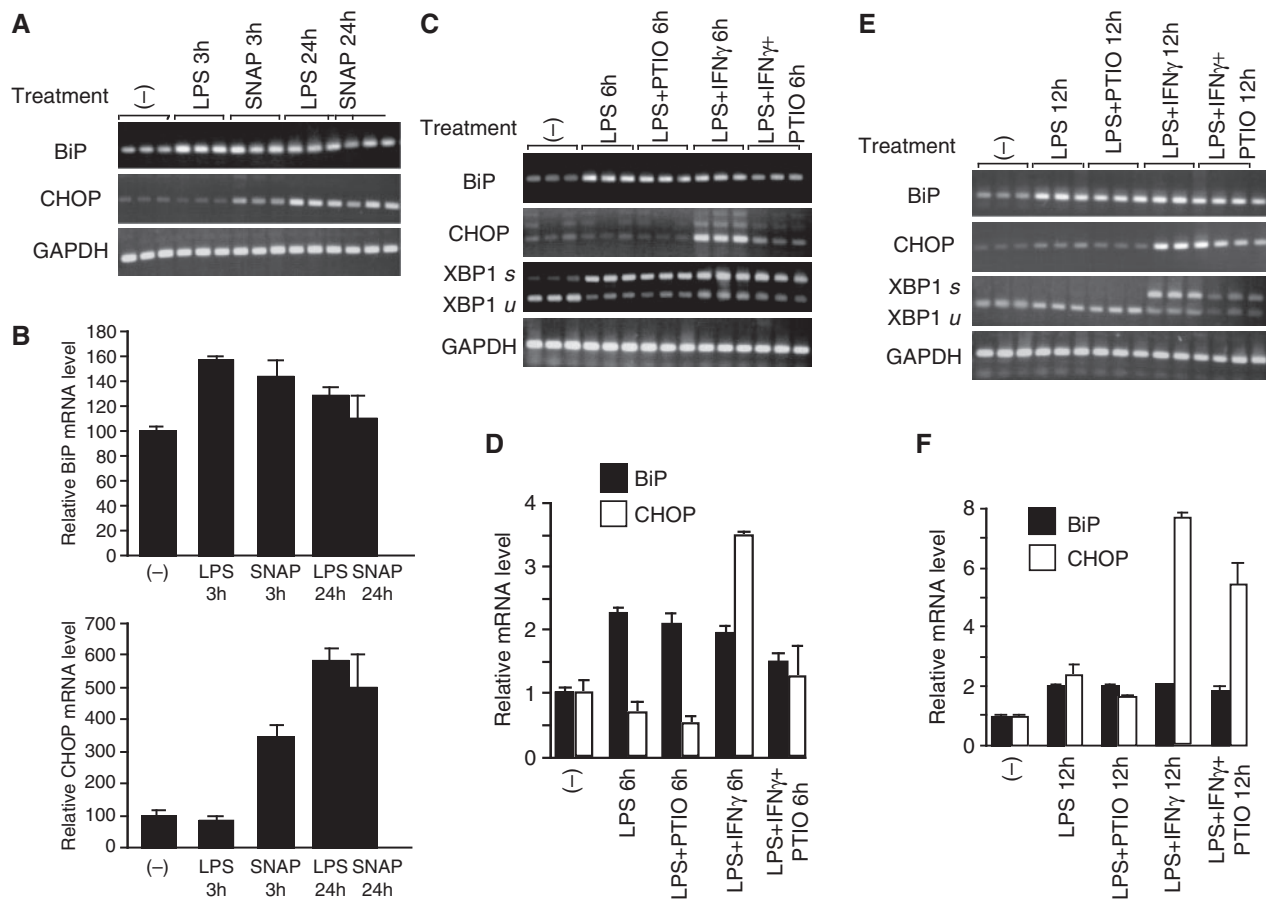 A
Treatment
(–)
LPS 3h
SNAP 3h
LPS 24h
SNAP 24h
BiP
CHOP
GAPDH
B
Relative BiP mRNA level
180
160
140
120
100
80
60
40
20
0
(–)
LPS 3h
SNAP 3h
LPS 24h
SNAP 24h
Relative CHOP mRNA level
700
600
500
400
300
200
100
0
(–)
LPS 3h
SNAP 3h
LPS 24h
SNAP 24h
C
Treatment
(–)
LPS 6h
LPS+PTIO 6h
LPS+IFNγ 6h
LPS+IFNγ+
PTIO 6h
BiP
CHOP
XBP1 s
XBP1 u
GAPDH
D
BiP
CHOP
Relative mRNA level
4
3
2
1
0
(–)
LPS 6h
LPS+PTIO 6h
LPS+IFNγ 6h
LPS+IFNγ+
PTIO 6h
E
Treatment
(–)
LPS 12h
LPS+PTIO 12h
LPS+IFNγ 12h
LPS+IFNγ+
PTIO 12h
BiP
CHOP
XBP1 s
XBP1 u
GAPDH
F
BiP
CHOP
Relative mRNA level
8
6
4
2
0
(–)
LPS 12h
LPS+PTIO 12h
LPS+IFNγ 12h
LPS+IFNγ+
PTIO 12h